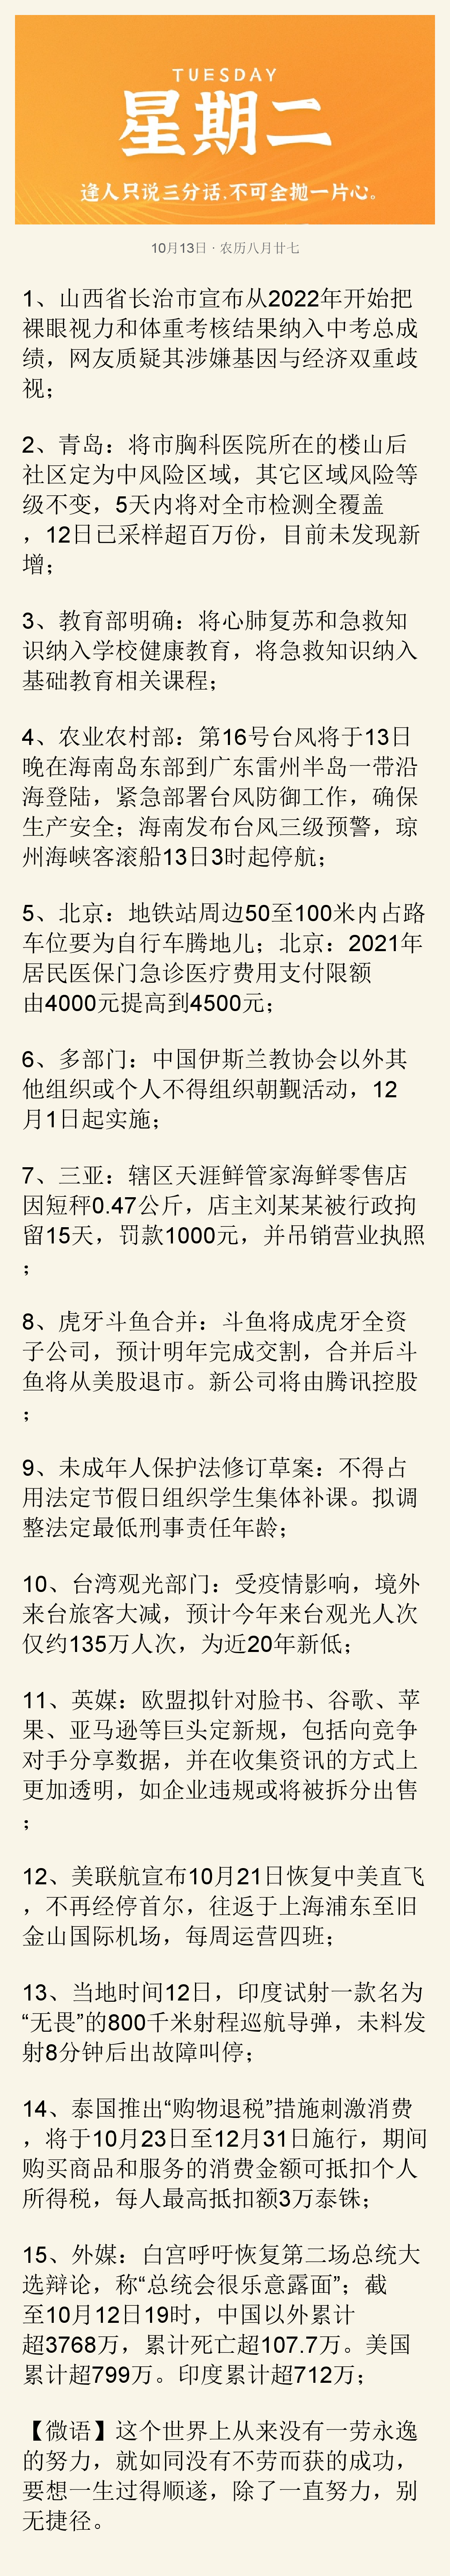 TUESDAY
星期二
逢人只说三分话,不可全抛一片心。
10月13日 · 农历八月廿七
1、山西省长治市宣布从2022年开始把
裸眼视力和体重考核结果纳入中考总成
绩，网友质疑其涉嫌基因与经济双重歧
视；
2、青岛：将市胸科医院所在的楼山后
社区定为中风险区域，其它区域风险等
级不变，5天内将对全市检测全覆盖
，12日已采样超百万份，目前未发现新
增；
3、教育部明确：将心肺复苏和急救知
识纳入学校健康教育，将急救知识纳入
基础教育相关课程；
4、农业农村部：第16号台风将于13日
晚在海南岛东部到广东雷州半岛一带沿
海登陆，紧急部署台风防御工作，确保
生产安全；海南发布台风三级预警，琼
州海峡客滚船13日3时起停航；
5、北京：地铁站周边50至100米内占路
车位要为自行车腾地儿；北京：2021年
居民医保门急诊医疗费用支付限额
由4000元提高到4500元；
6、多部门：中国伊斯兰教协会以外其
他组织或个人不得组织朝觐活动，12
月1日起实施；
7、三亚：辖区天涯鲜管家海鲜零售店
因短秤0.47公斤，店主刘某某被行政拘
留15天，罚款1000元，并吊销营业执照
；
8、虎牙斗鱼合并：斗鱼将成虎牙全资
子公司，预计明年完成交割，合并后斗
鱼将从美股退市。新公司将由腾讯控股
；
9、未成年人保护法修订草案：不得占
用法定节假日组织学生集体补课。拟调
整法定最低刑事责任年龄；
10、台湾观光部门：受疫情影响，境外
来台旅客大减，预计今年来台观光人次
仅约135万人次，为近20年新低；
11、英媒：欧盟拟针对脸书、谷歌、苹
果、亚马逊等巨头定新规，包括向竞争
对手分享数据，并在收集资讯的方式上
更加透明，如企业违规或将被拆分出售
；
12、美联航宣布10月21日恢复中美直飞
，不再经停首尔，往返于上海浦东至旧
金山国际机场，每周运营四班；
13、当地时间12日，印度试射一款名为
“无畏”的800千米射程巡航导弹，未料发
射8分钟后出故障叫停；
14、泰国推出“购物退税”措施刺激消费
，将于10月23日至12月31日施行，期间
购买商品和服务的消费金额可抵扣个人
所得税，每人最高抵扣额3万泰铢；
15、外媒：白宫呼吁恢复第二场总统大
选辩论，称“总统会很乐意露面”；截
至10月12日19时，中国以外累计
超3768万，累计死亡超107.7万。美国
累计超799万。印度累计超712万；
【微语】这个世界上从来没有一劳永逸
的努力，就如同没有不劳而获的成功，
要想一生过得顺遂，除了一直努力，别
无捷径。